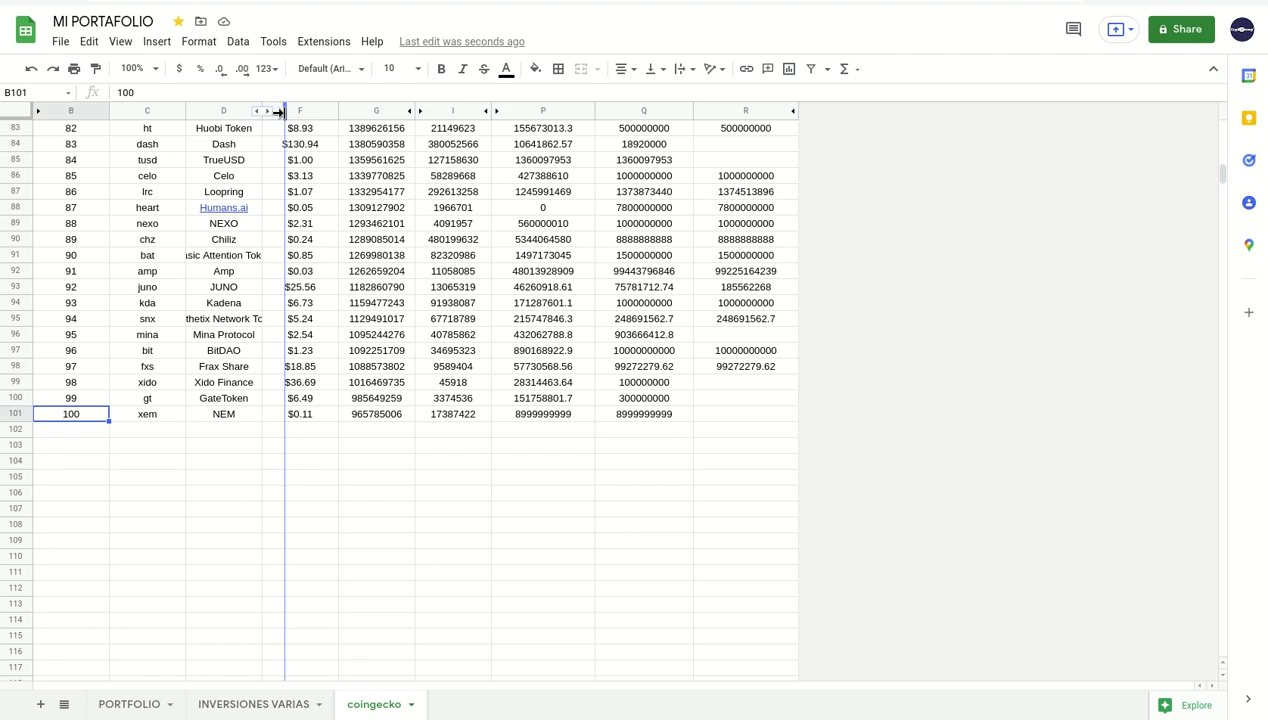 MI PORTAFOLIO
File Edit View Insert Format Data Tools Extensions Help Last edit was seconds ago
Share
100% $ % .0 .00 123 Default (Ari... 10 B I S A Σ
B101 fx 100
B C D F G I P Q R
83 82 ht Huobi Token $8.93 1389626156 21149623 155673013.3 500000000 500000000
84 83 dash Dash $130.94 1380590358 380052566 10641862.57 18920000
85 84 tusd TrueUSD $1.00 1359561625 127158630 1360097953 1360097953
86 85 celo Celo $3.13 1339770825 58289668 427388610 1000000000 1000000000
87 86 lrc Loopring $1.07 1332954177 292613258 1245991469 1373873440 1374513896
88 87 heart Humans.ai $0.05 1309127902 1966701 0 7800000000 7800000000
89 88 nexo NEXO $2.31 1293462101 4091957 560000010 1000000000 1000000000
90 89 chz Chiliz $0.24 1289085014 480199632 5344064580 8888888888 8888888888
91 90 bat asic Attention Tok $0.85 1269980138 82320986 1497173045 1500000000 1500000000
92 91 amp Amp $0.03 1262659204 11058085 48013928909 99443796846 99225164239
93 92 juno JUNO $25.56 1182860790 13065319 46260918.61 75781712.74 185562268
94 93 kda Kadena $6.73 1159477243 91938087 171287601.1 1000000000 1000000000
95 94 snx thetix Network To $5.24 1129491017 67718789 215747846.3 248691562.7 248691562.7
96 95 mina Mina Protocol $2.54 1095244276 40785862 432062788.8 903666412.8
97 96 bit BitDAO $1.23 1092251709 34695323 890168922.9 10000000000 10000000000
98 97 fxs Frax Share $18.85 1088573802 9589404 57730568.56 99272279.62 99272279.62
99 98 xido Xido Finance $36.69 1016469735 45918 28314463.64 100000000
100 99 gt GateToken $6.49 985649259 3374536 151758801.7 300000000
101 100 xem NEM $0.11 965785006 17387422 8999999999 8999999999
102
103
104
105
106
107
108
109
110
111
112
113
114
115
116
117
PORTFOLIO INVERSIONES VARIAS coingecko Explore